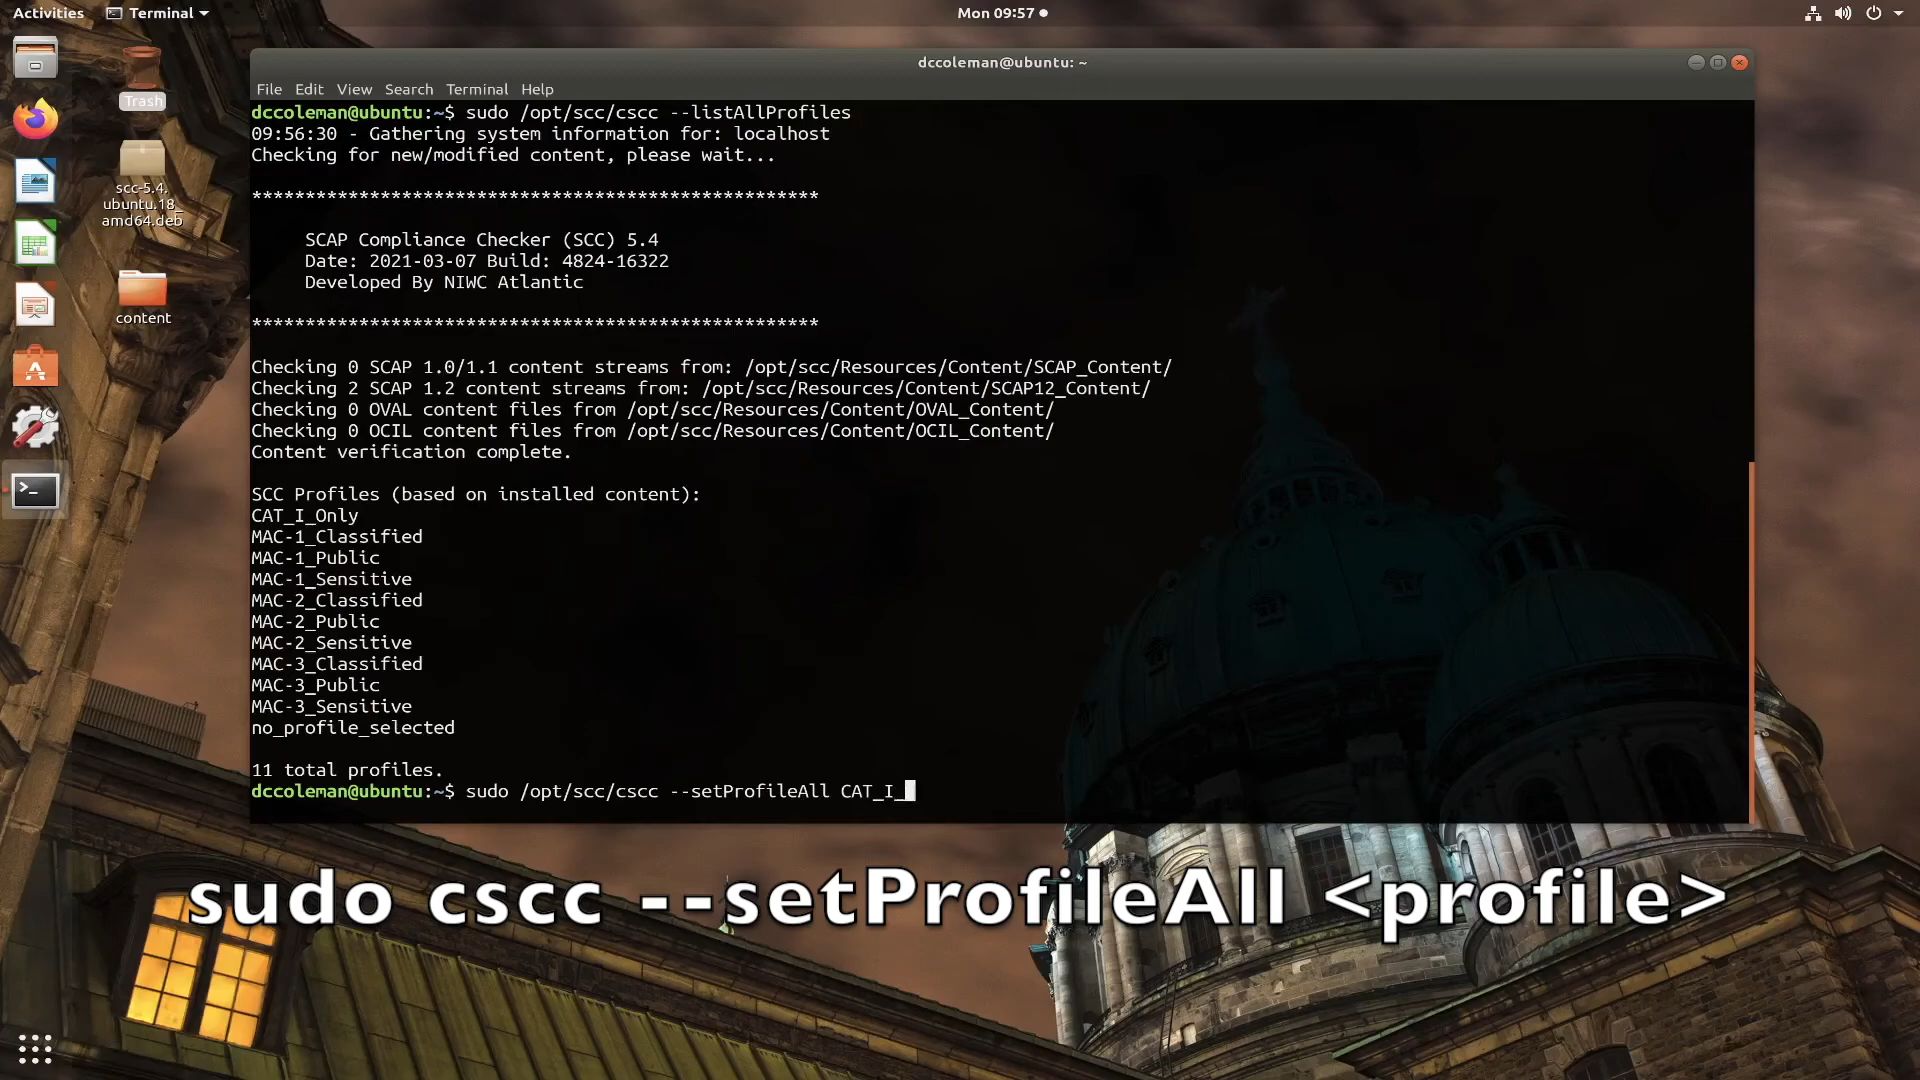 Activities Terminal Mon 09:57
Trash
scc-5.4.
ubuntu.18_
amd64.deb
content
dccoleman@ubuntu: ~
File Edit View Search Terminal Help
dccoleman@ubuntu:~$ sudo /opt/scc/cscc --listAllProfiles
09:56:30 - Gathering system information for: localhost
Checking for new/modified content, please wait...
*****************************************************
SCAP Compliance Checker (SCC) 5.4
Date: 2021-03-07 Build: 4824-16322
Developed By NIWC Atlantic
*****************************************************
Checking 0 SCAP 1.0/1.1 content streams from: /opt/scc/Resources/Content/SCAP_Content/
Checking 2 SCAP 1.2 content streams from: /opt/scc/Resources/Content/SCAP12_Content/
Checking 0 OVAL content files from /opt/scc/Resources/Content/OVAL_Content/
Checking 0 OCIL content files from /opt/scc/Resources/Content/OCIL_Content/
Content verification complete.
SCC Profiles (based on installed content):
CAT_I_Only
MAC-1_Classified
MAC-1_Public
MAC-1_Sensitive
MAC-2_Classified
MAC-2_Public
MAC-2_Sensitive
MAC-3_Classified
MAC-3_Public
MAC-3_Sensitive
no_profile_selected
11 total profiles.
dccoleman@ubuntu:~$ sudo /opt/scc/cscc --setProfileAll CAT_I_
sudo cscc --setProfileAll <profile>